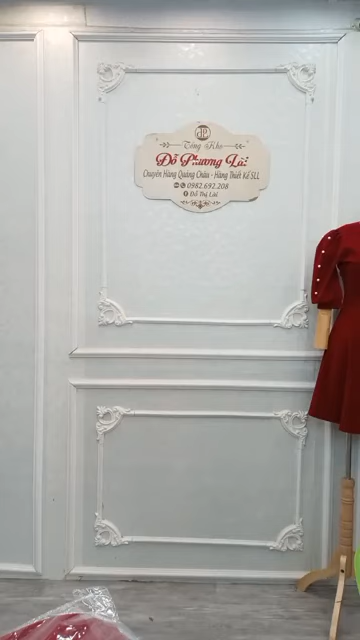 Tổng Kho
Đỗ Phương Lài
Chuyên Hàng Quảng Châu - Hàng Thiết Kế SLL
0982.692.208
Đỗ Thị Lài